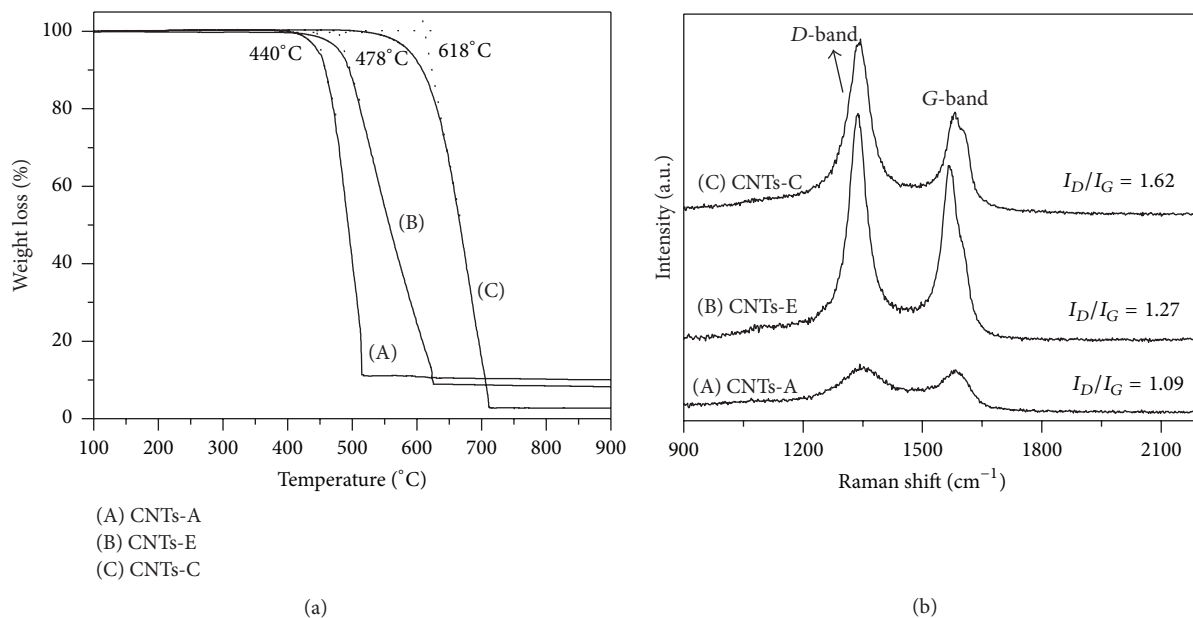 100
80
60
40
20
0
Weight loss (%)
440°C
478°C
618°C
(A)
(B)
(C)
100 200 300 400 500 600 700 800 900
Temperature (°C)
(A) CNTs-A
(B) CNTs-E
(C) CNTs-C
(a)
Intensity (a.u.)
D-band
G-band
(C) CNTs-C
I_D/I_G = 1.62
(B) CNTs-E
I_D/I_G = 1.27
(A) CNTs-A
I_D/I_G = 1.09
900 1200 1500 1800 2100
Raman shift (cm⁻¹)
(b)